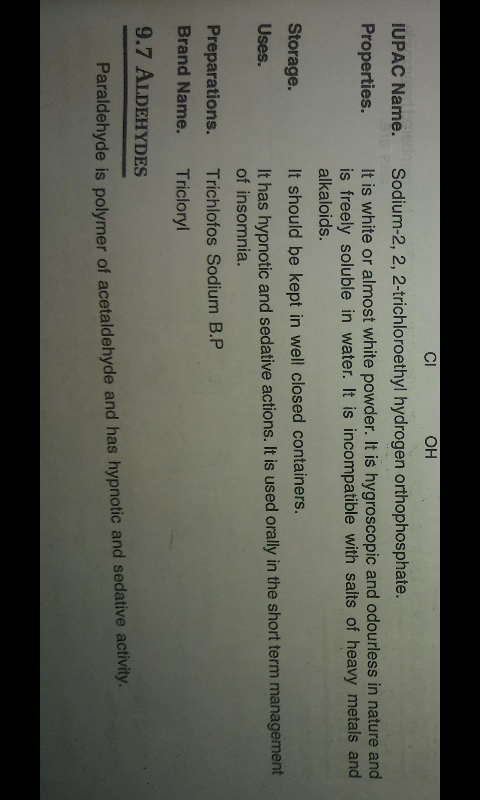 Cl OH
IUPAC Name. Sodium-2, 2, 2-trichloroethyl hydrogen orthophosphate.
Properties. It is white or almost white powder. It is hygroscopic and odourless in nature and
is freely soluble in water. It is incompatible with salts of heavy metals and
alkaloids.
Storage. It should be kept in well closed containers.
Uses. It has hypnotic and sedative actions. It is used orally in the short term management
of insomnia.
Preparations. Trichlofos Sodium B.P
Brand Name. Tricloryl
9.7 ALDEHYDES
Paraldehyde is polymer of acetaldehyde and has hypnotic and sedative activity.